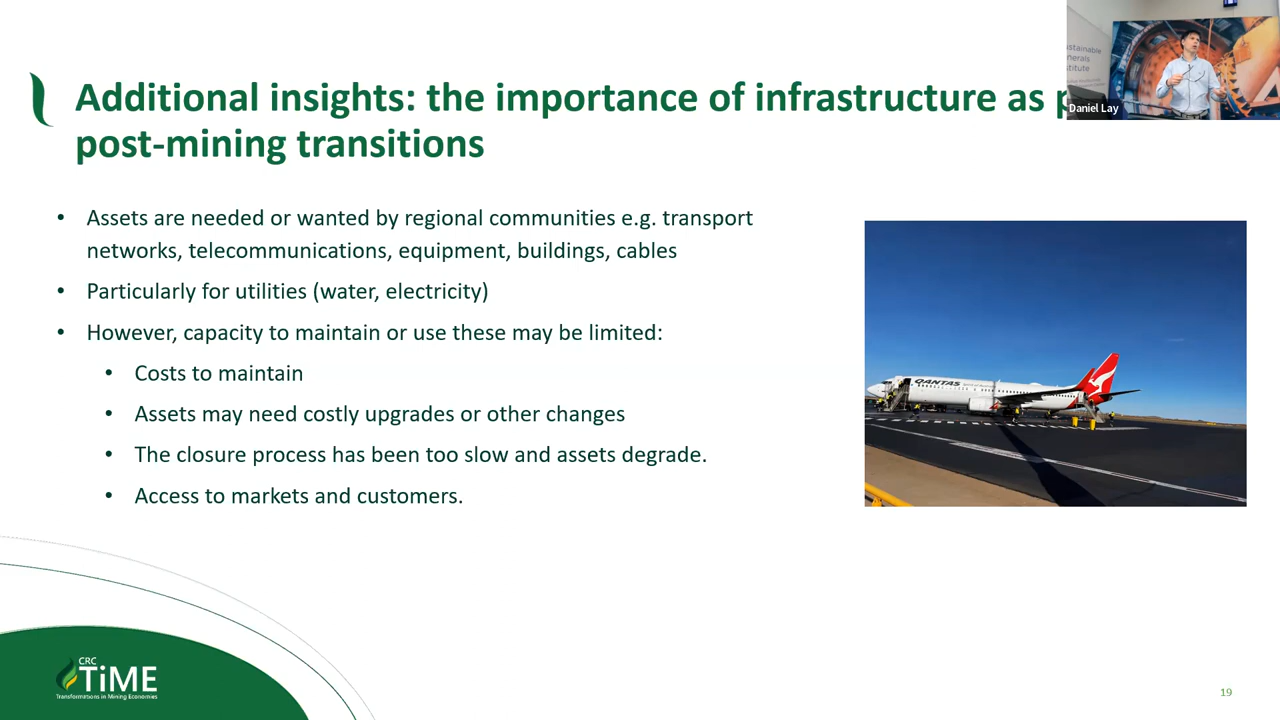 Additional insights: the importance of infrastructure as
post-mining transitions
• Assets are needed or wanted by regional communities e.g. transport
networks, telecommunications, equipment, buildings, cables
• Particularly for utilities (water, electricity)
• However, capacity to maintain or use these may be limited:
• Costs to maintain
• Assets may need costly upgrades or other changes
• The closure process has been too slow and assets degrade.
• Access to markets and customers.
QANTAS
Daniel Lay
CRC
TiME
Transformations in Mining Economies
19